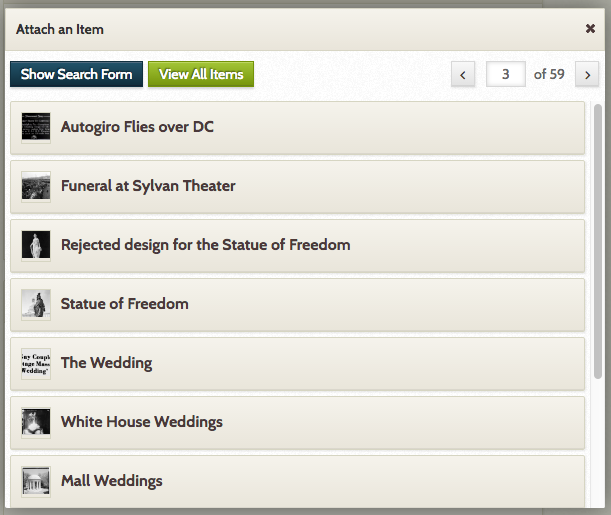 Attach an Item
Show Search Form View All Items 3 of 59
Autogiro Flies over DC
Funeral at Sylvan Theater
Rejected design for the Statue of Freedom
Statue of Freedom
The Wedding
White House Weddings
Mall Weddings